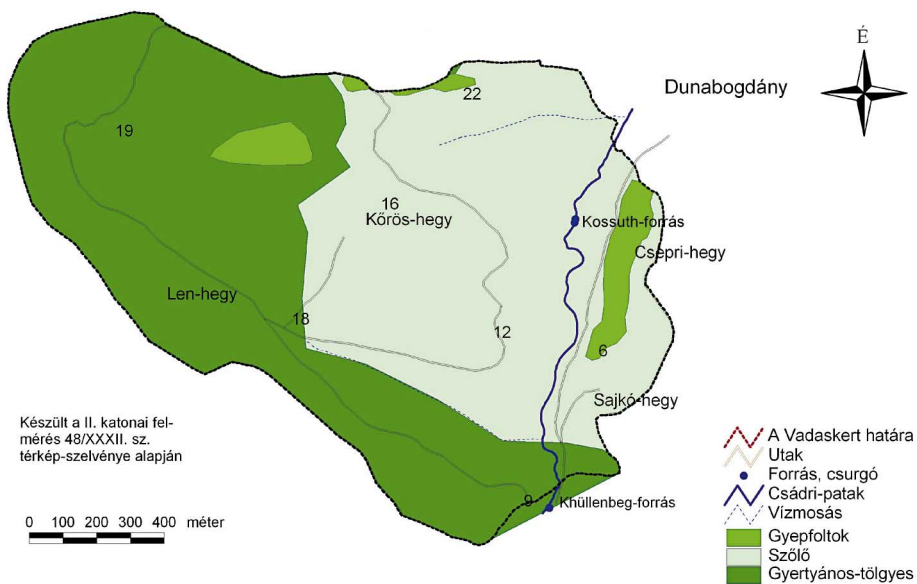 É
Dunabogdány
22
19
16
Kőrös-hegy
Kossuth-forrás
Csepri-hegy
Len-hegy
18
12
6
Sajkó-hegy
Készült a II. katonai fel-
mérés 48/XXXII. sz.
térkép-szelvénye alapján
9
Khüllenbeg-forrás
0 100 200 300 400 méter
A Vadaskert határa
Utak
Forrás, csurgó
Csádri-patak
Vízmosás
Gyepfoltok
Szőlő
Gyertyános-tölgyes